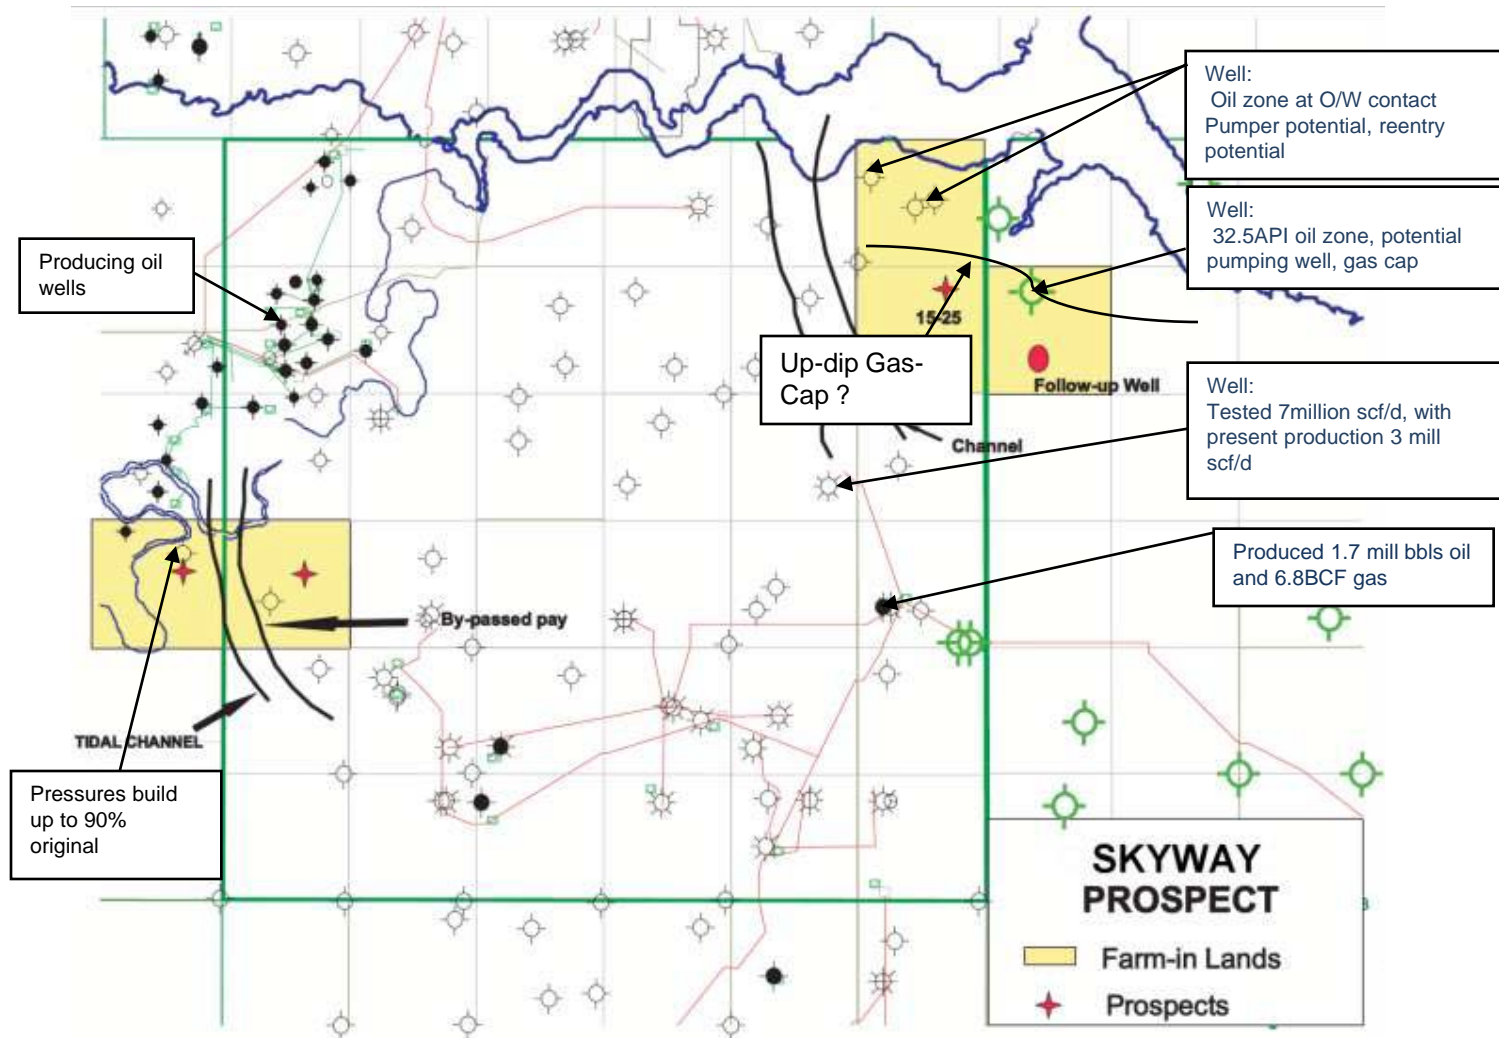 Well:
Oil zone at O/W contact
Pumper potential, reentry
potential
Well:
32.5API oil zone, potential
pumping well, gas cap
Producing oil
wells
15-25
Up-dip Gas-
Cap ?
Follow-up Well
Well:
Tested 7million scf/d, with
present production 3 mill
scf/d
Channel
Produced 1.7 mill bbls oil
and 6.8BCF gas
By-passed pay
TIDAL CHANNEL
Pressures build
up to 90%
original
SKYWAY
PROSPECT
Farm-in Lands
Prospects